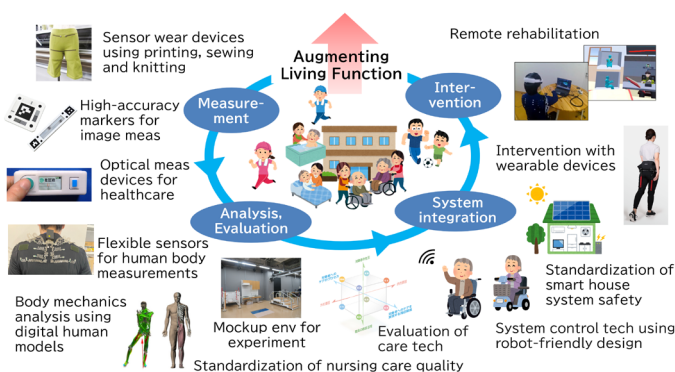 Sensor wear devices
using printing, sewing
and knitting
Augmenting
Living Function
Remote rehabilitation
Measure-
ment
Inter-
vention
High-accuracy
markers for
image meas
Optical meas
devices for
healthcare
Intervention with
wearable devices
Analysis,
Evaluation
System
integration
Flexible sensors
for human body
measurements
Standardization of
smart house
system safety
Body mechanics
analysis using
digital human
models
Mockup env for
experiment
Evaluation of
care tech
System control tech using
robot-friendly design
Standardization of nursing care quality